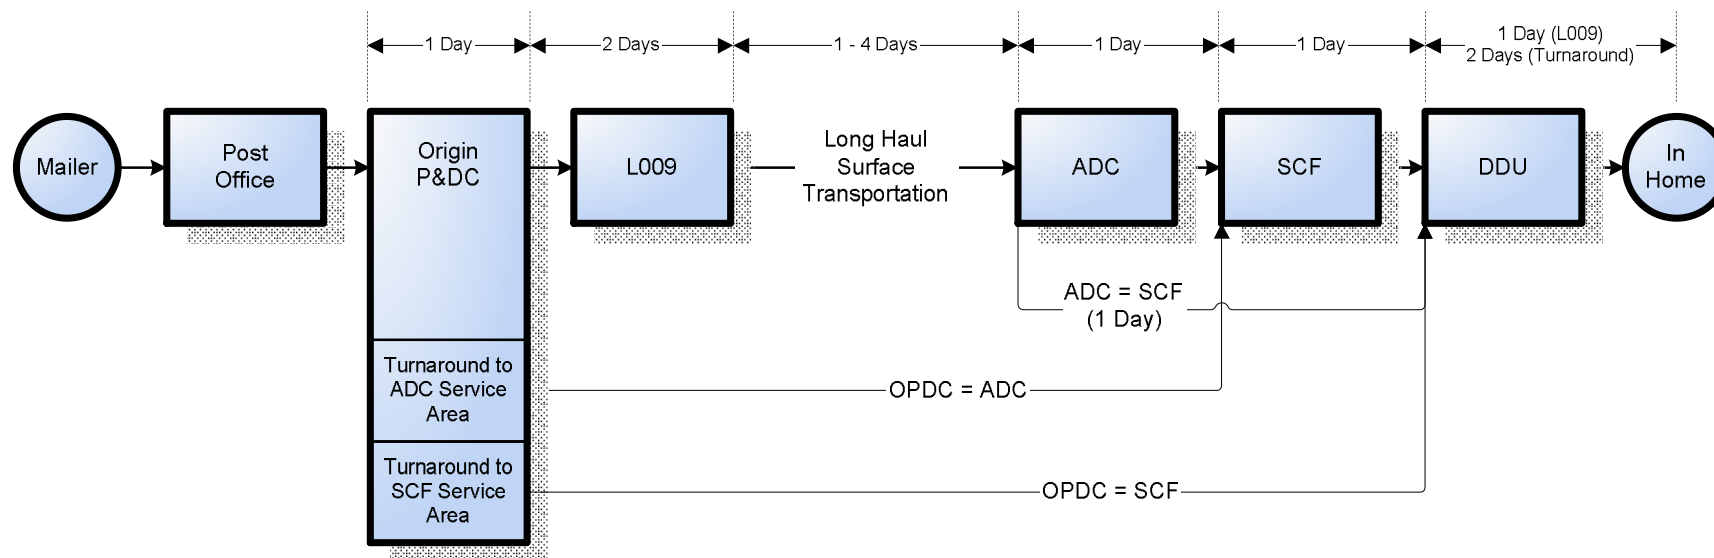 1 Day
2 Days
1 - 4 Days
1 Day
1 Day
1 Day (L009)
2 Days (Turnaround)
Mailer
Post
Office
Origin
P&DC
L009
Long Haul
Surface
Transportation
ADC
SCF
DDU
In
Home
ADC = SCF
(1 Day)
Turnaround to
ADC Service
Area
OPDC = ADC
Turnaround to
SCF Service
Area
OPDC = SCF